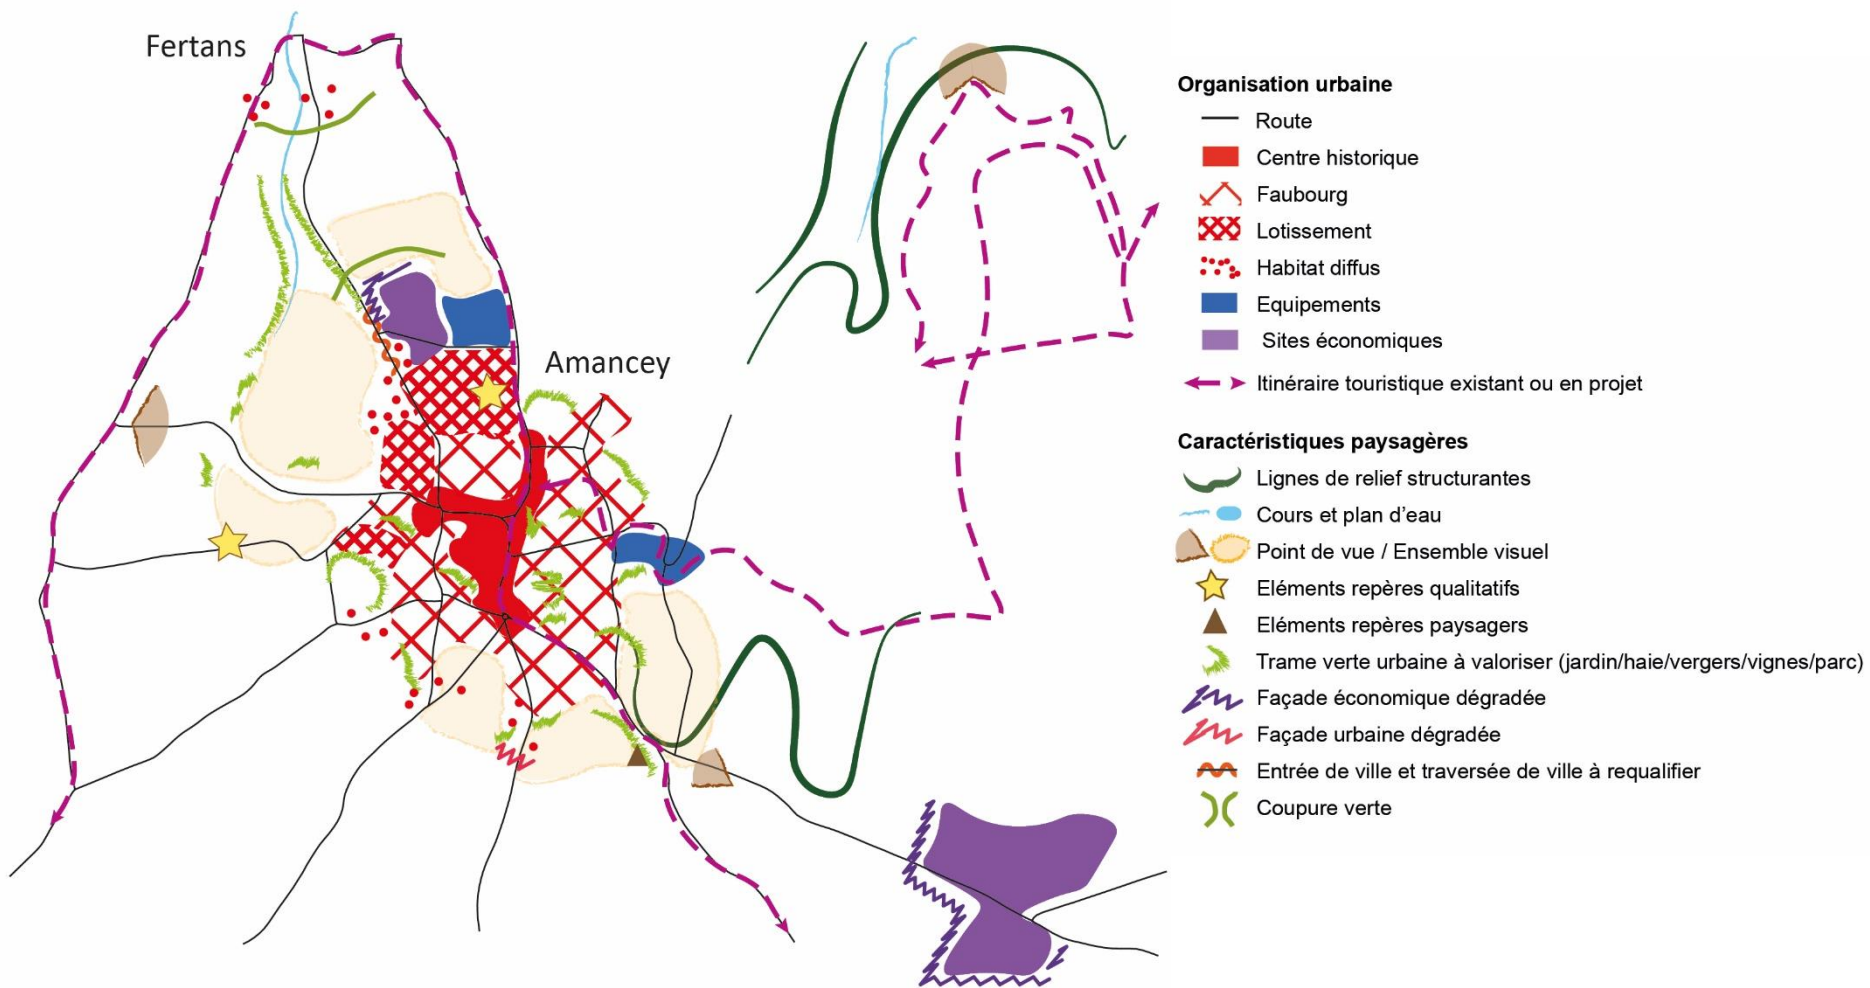 Fertans
Amancey
Organisation urbaine
Route
Centre historique
Faubourg
Lotissement
Habitat diffus
Equipements
Sites économiques
Itinéraire touristique existant ou en projet
Caractéristiques paysagères
Lignes de relief structurantes
Cours et plan d'eau
Point de vue / Ensemble visuel
Eléments repères qualitatifs
Eléments repères paysagers
Trame verte urbaine à valoriser (jardin/haie/vergers/vignes/parc)
Façade économique dégradée
Façade urbaine dégradée
Entrée de ville et traversée de ville à requalifier
Coupure verte